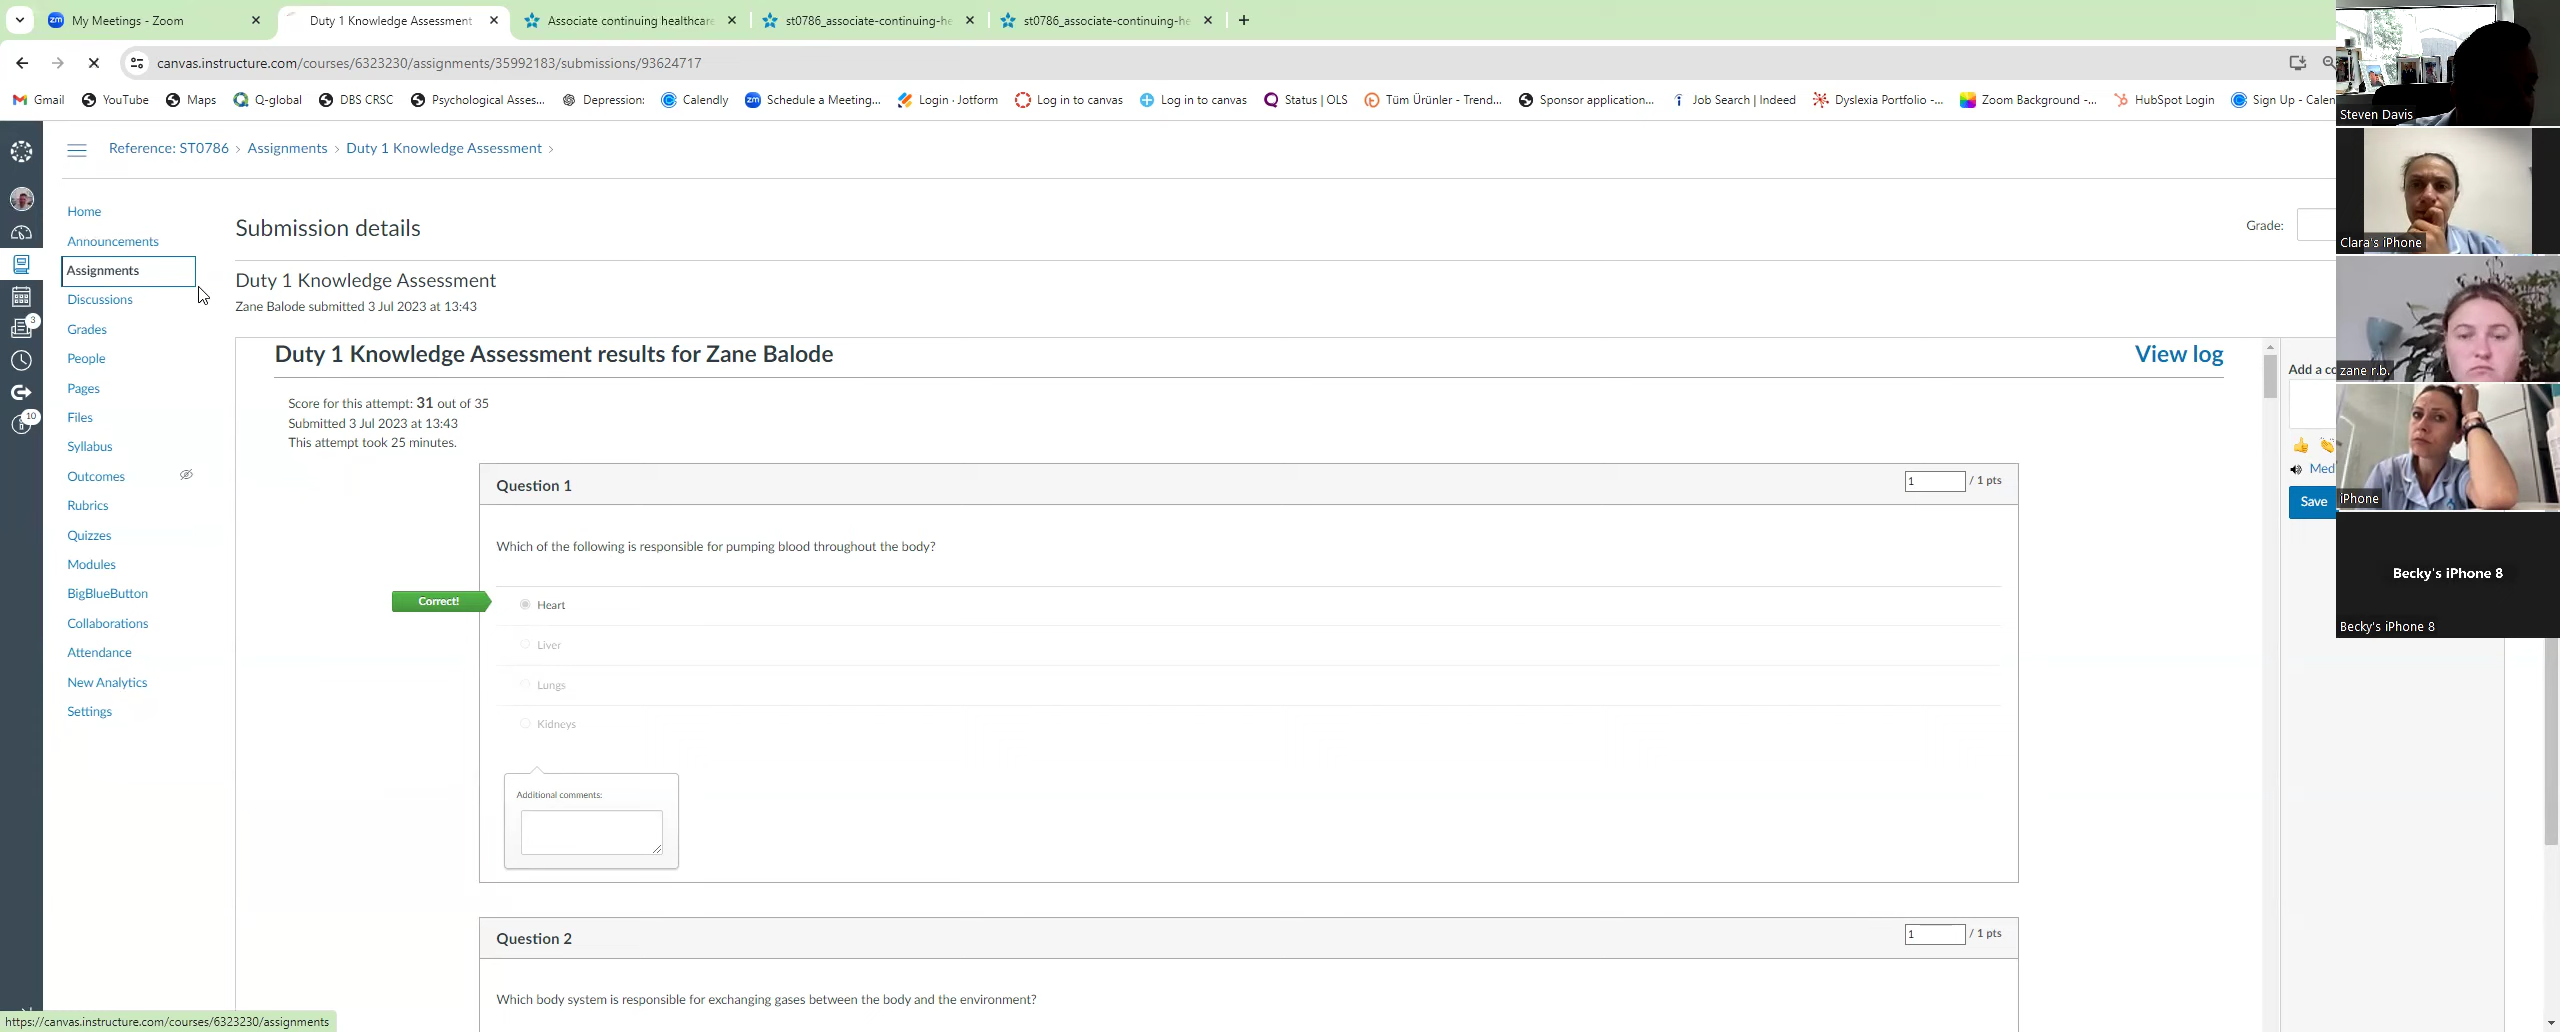 My Meetings - Zoom
Duty 1 Knowledge Assessment
Associate continuing healthcare
st0786_associate-continuing-he
st0786_associate-continuing-he
canvas.instructure.com/courses/6323230/assignments/35992183/submissions/93624717
Gmail YouTube Maps Q-global DBS CRSC Psychological Asses... Depression: Calendly Schedule a Meeting... Login · Jotform Log in to canvas Log in to canvas Status | OLS Tüm Ürünler - Trend... Sponsor application... Job Search | Indeed Dyslexia Portfolio -... Zoom Background -... HubSpot Login Sign Up - Calen
Steven Davis
Clara's iPhone
zane r.b.
iPhone
Becky's iPhone 8
Becky's iPhone 8
Reference: ST0786 › Assignments › Duty 1 Knowledge Assessment ›
3
10
Home
Announcements
Assignments
Discussions
Grades
People
Pages
Files
Syllabus
Outcomes
Rubrics
Quizzes
Modules
BigBlueButton
Collaborations
Attendance
New Analytics
Settings
Submission details
Grade:
Duty 1 Knowledge Assessment
Zane Balode submitted 3 Jul 2023 at 13:43
Duty 1 Knowledge Assessment results for Zane Balode
View log
Score for this attempt: 31 out of 35
Submitted 3 Jul 2023 at 13:43
This attempt took 25 minutes.
Add a co
Med
Save
Question 1
1 / 1 pts
Which of the following is responsible for pumping blood throughout the body?
Correct!
Heart
Liver
Lungs
Kidneys
Additional comments:
Question 2
1 / 1 pts
Which body system is responsible for exchanging gases between the body and the environment?
https://canvas.instructure.com/courses/6323230/assignments